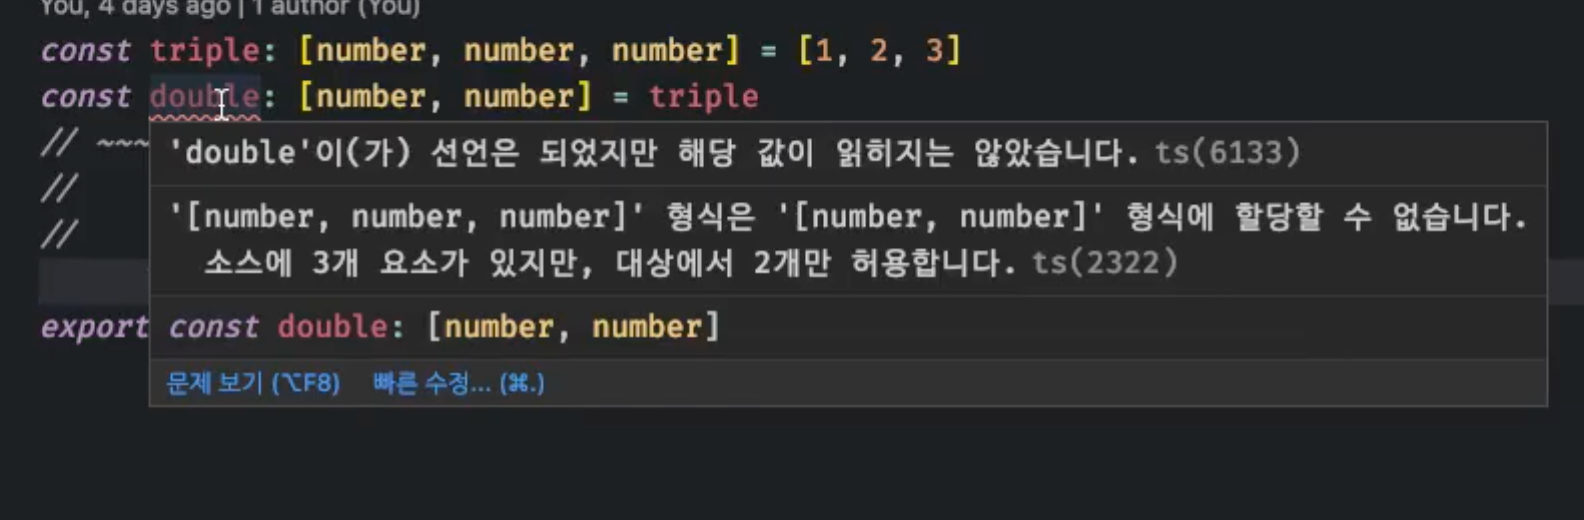 You, 4 days ago | 1 author (You)
const triple: [number, number, number] = [1, 2, 3]
const double: [number, number] = triple
// ~~~
'double'이(가) 선언은 되었지만 해당 값이 읽히지는 않았습니다. ts(6133)
//
'[number, number, number]' 형식은 '[number, number]' 형식에 할당할 수 없습니다.
//
소스에 3개 요소가 있지만, 대상에서 2개만 허용합니다. ts(2322)
export
const double: [number, number]
문제 보기 (⌥F8) 빠른 수정... (⌘.)